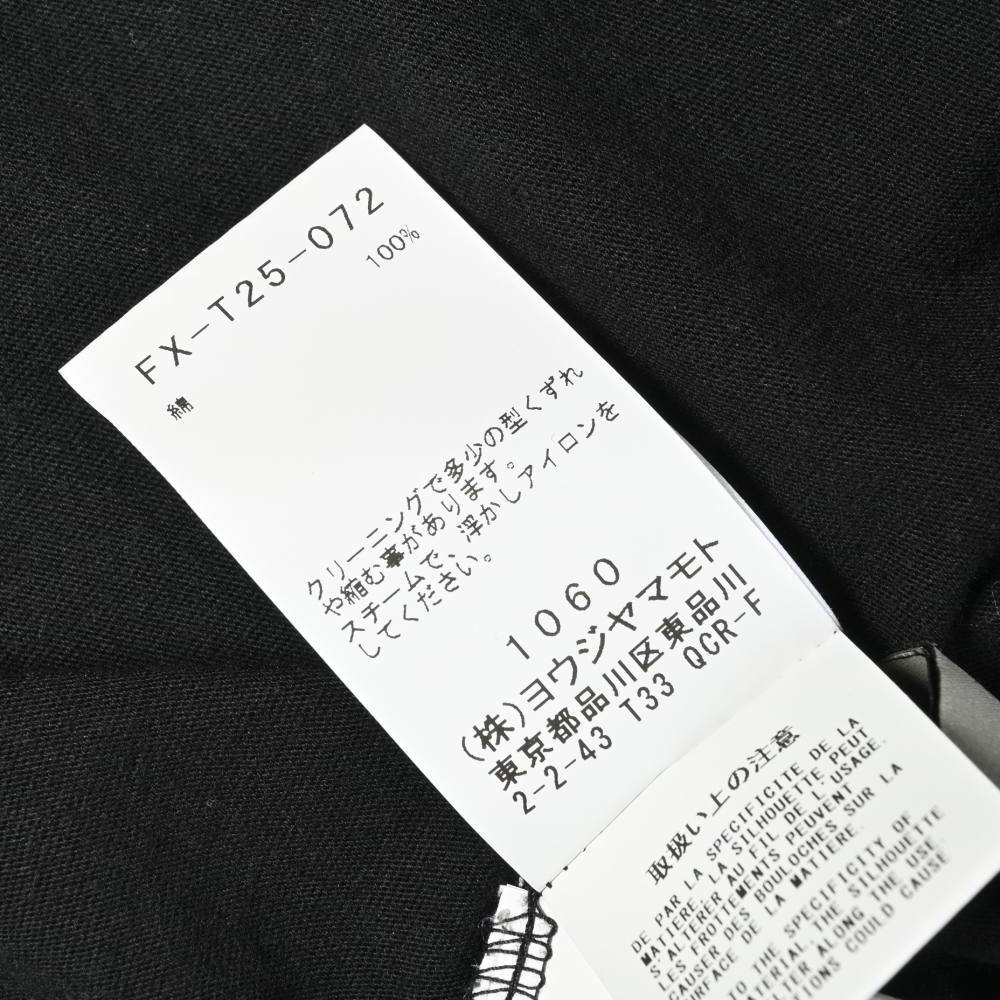 FX-T25-072
綿 100%
クリーニングで多少の型くずれ
や縮む事があります。
スチームで、浮かしアイロンを
してください。
1060
(株)ヨウジヤマモト
東京都品川区東品川
2-2-43 T33 QCR-F
取扱い上の注意
DE PAR LA SPECIFICITE DE LA
MATIERE, LA SILHOUETTE PEUT
S'ALTERER AU FIL DE L'USAGE.
LES FROTTEMENTS PEUVENT
CAUSER DES BOULOCHES SUR LA
SURFACE DE LA MATIERE.
TO THE SPECIFICITY OF
THE SILHOUETTE
ALTER ALONG THE USE.
COULD CAUSE